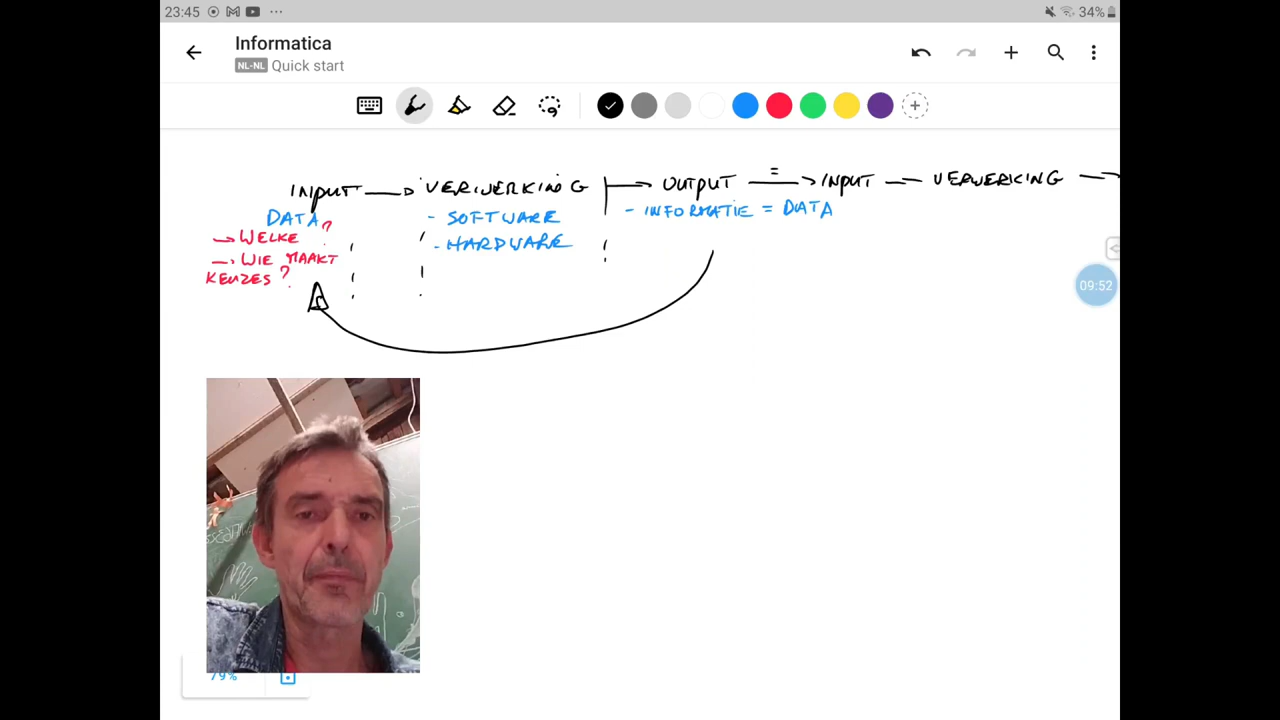 23:45
34%
Informatica
NL-NL Quick start
INPUT → VERWERKING → OUTPUT = → INPUT — VERWERKING →
DATA - SOFTWARE - INFORMATIE = DATA
→ WELKE ? - HARDWARE
→ WIE MAAKT
KEUZES ?
09:52
79%